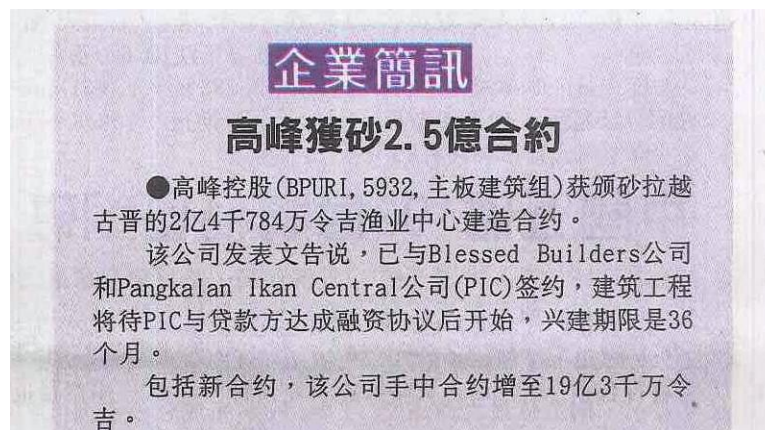 企業簡訊
高峰獲砂2.5億合約
●高峰控股(BPURI,5932,主板建筑组)获颁砂拉越
古晋的2亿4千784万令吉渔业中心建造合约。
该公司发表文告说，已与Blessed Builders公司
和Pangkalan Ikan Central公司(PIC)签约，建筑工程
将待PIC与贷款方达成融资协议后开始，兴建期限是36
个月。
包括新合约，该公司手中合约增至19亿3千万令
吉。